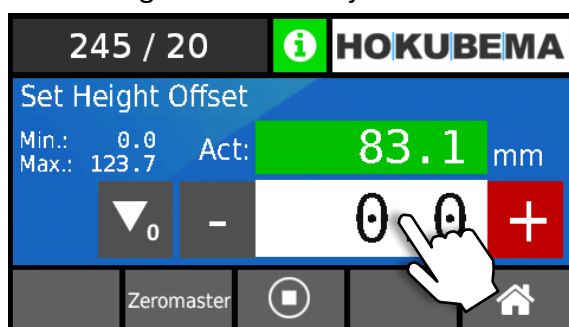 245 / 20
i HOKUBEMA
Set Height Offset
Min.: 0.0
Max.: 123.7
Act: 83.1 mm
0 - 0.0 +
Zeromaster